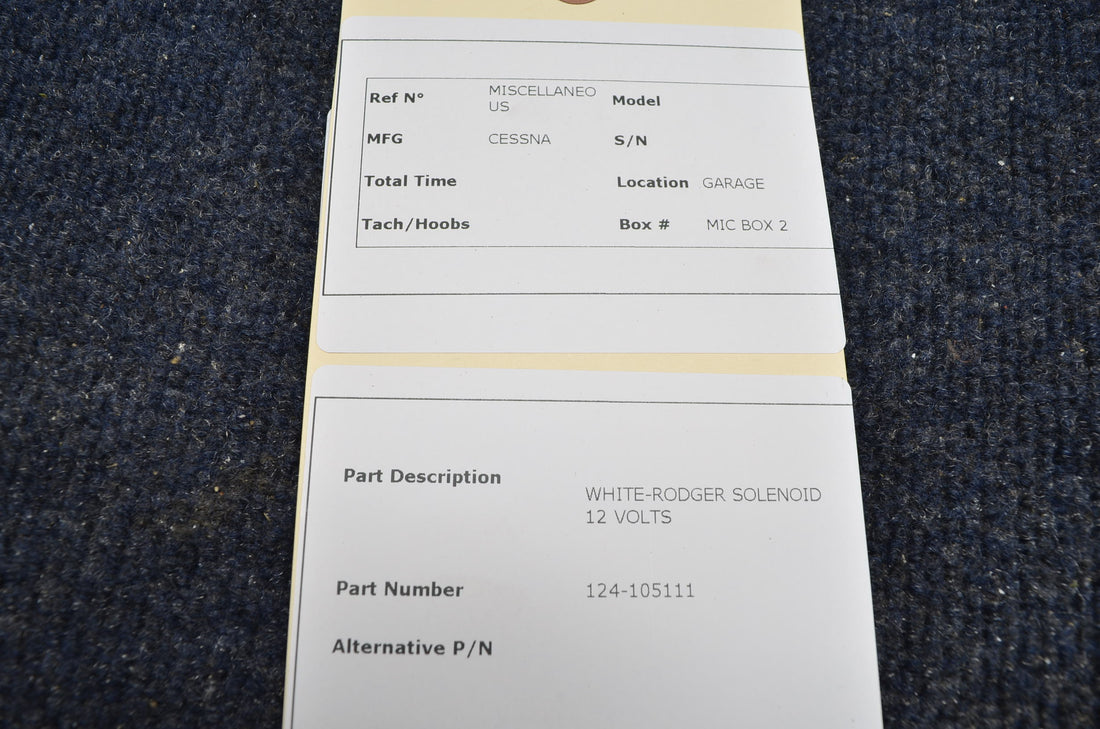 Ref N° MISCELLANEO Model
US
MFG CESSNA S/N
Total Time Location GARAGE
Tach/Hoobs Box # MIC BOX 2
Part Description
WHITE-RODGER SOLENOID
12 VOLTS
Part Number 124-105111
Alternative P/N